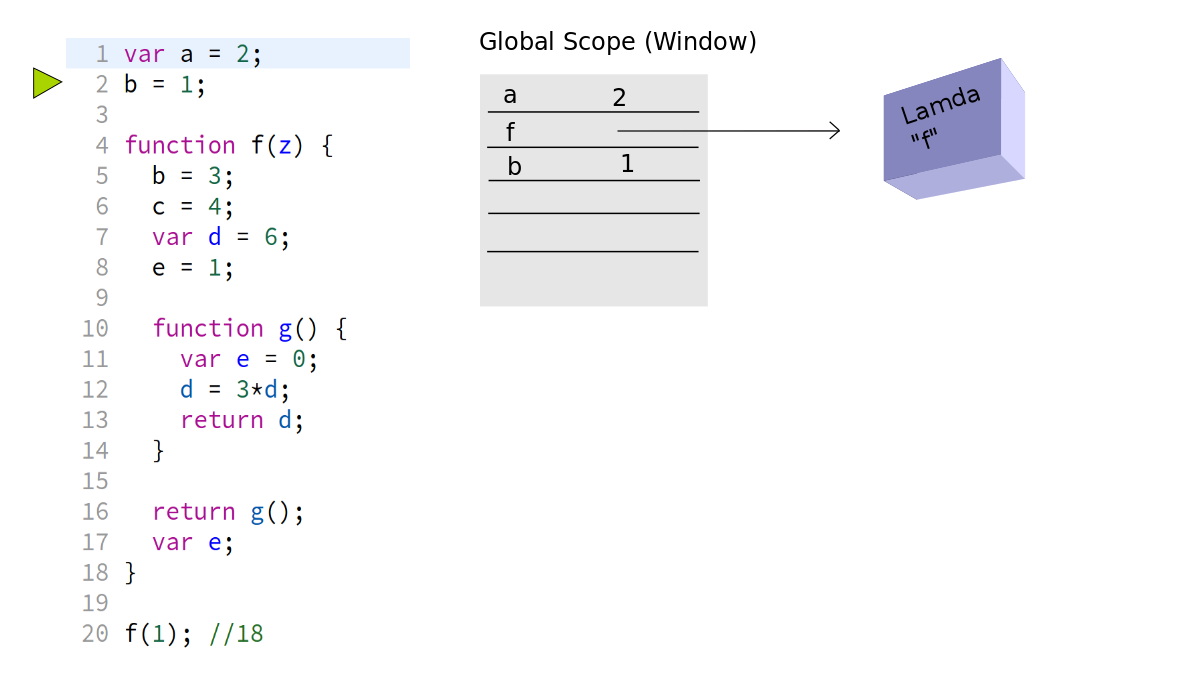 1 var a = 2;
2 b = 1;
3
4 function f(z) {
5   b = 3;
6   c = 4;
7   var d = 6;
8   e = 1;
9
10   function g() {
11     var e = 0;
12     d = 3*d;
13     return d;
14   }
15
16   return g();
17   var e;
18 }
19
20 f(1); //18
Global Scope (Window)
a 2
f
b 1
Lamda
"f"